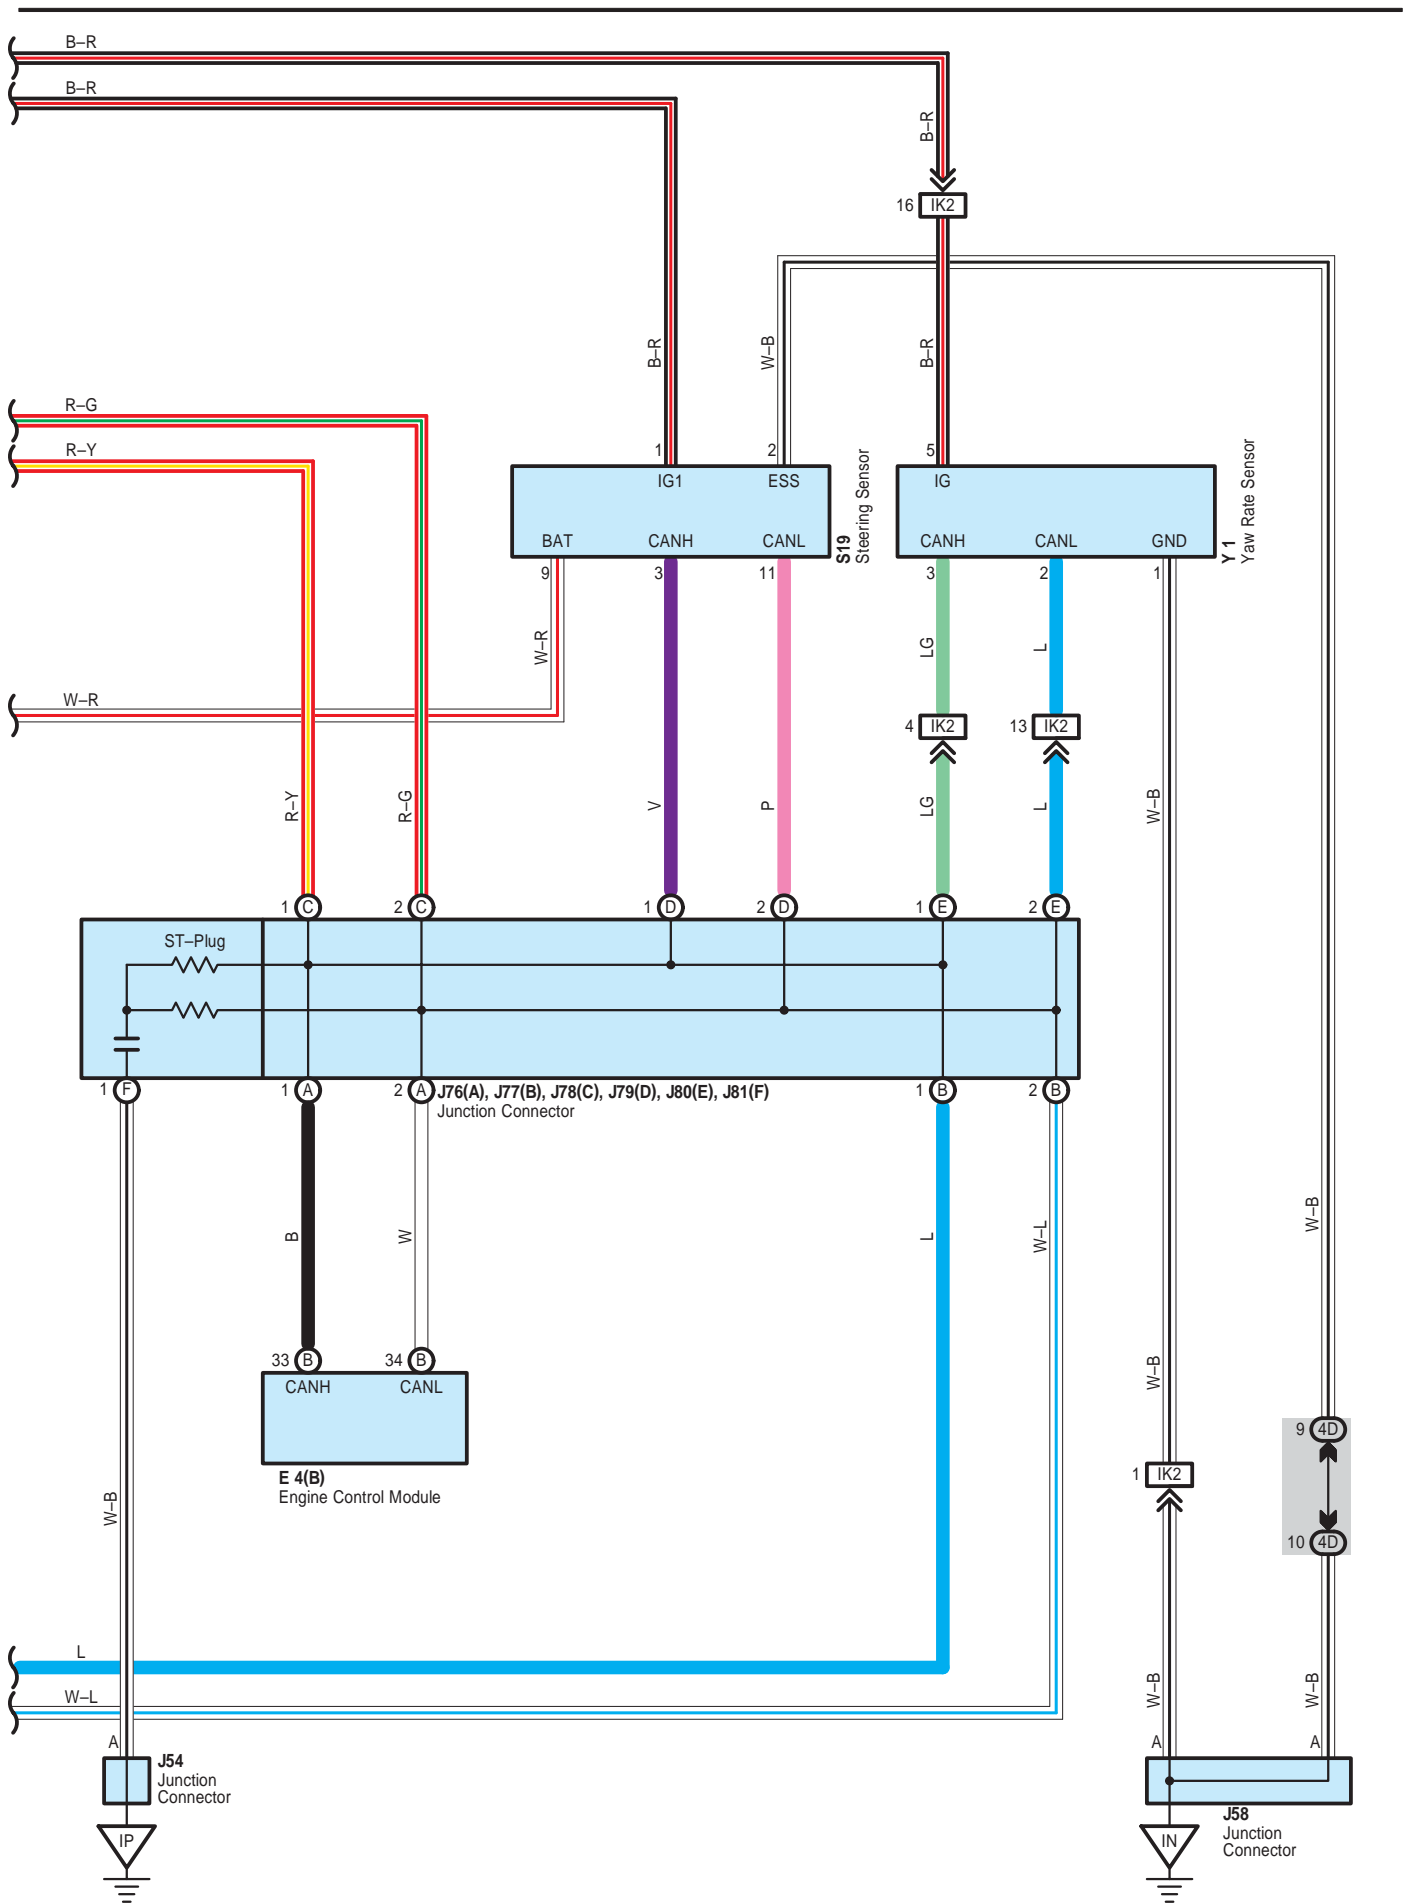 B–R
B–R
B–R
16 IK2
B–R
W–B
B–R
R–G
R–Y
1
2
5
IG1
ESS
IG
BAT
CANH
CANL
CANH
CANL
GND
S19
Steering Sensor
Y 1
Yaw Rate Sensor
9
3
11
3
2
1
W–R
LG
L
W–R
4 IK2
13 IK2
R–Y
R–G
V
P
LG
L
W–B
1 C
2 C
1 D
2 D
1 E
2 E
ST–Plug
1 F
1 A
2 A
J76(A), J77(B), J78(C), J79(D), J80(E), J81(F)
Junction Connector
1 B
2 B
B
W
L
W–L
W–B
33 B
34 B
CANH
CANL
W–B
9 4D
E 4(B)
Engine Control Module
1 IK2
W–B
10 4D
L
W–L
W–B
W–B
A
A
A
J54
Junction
Connector
J58
Junction
Connector
IP
IN